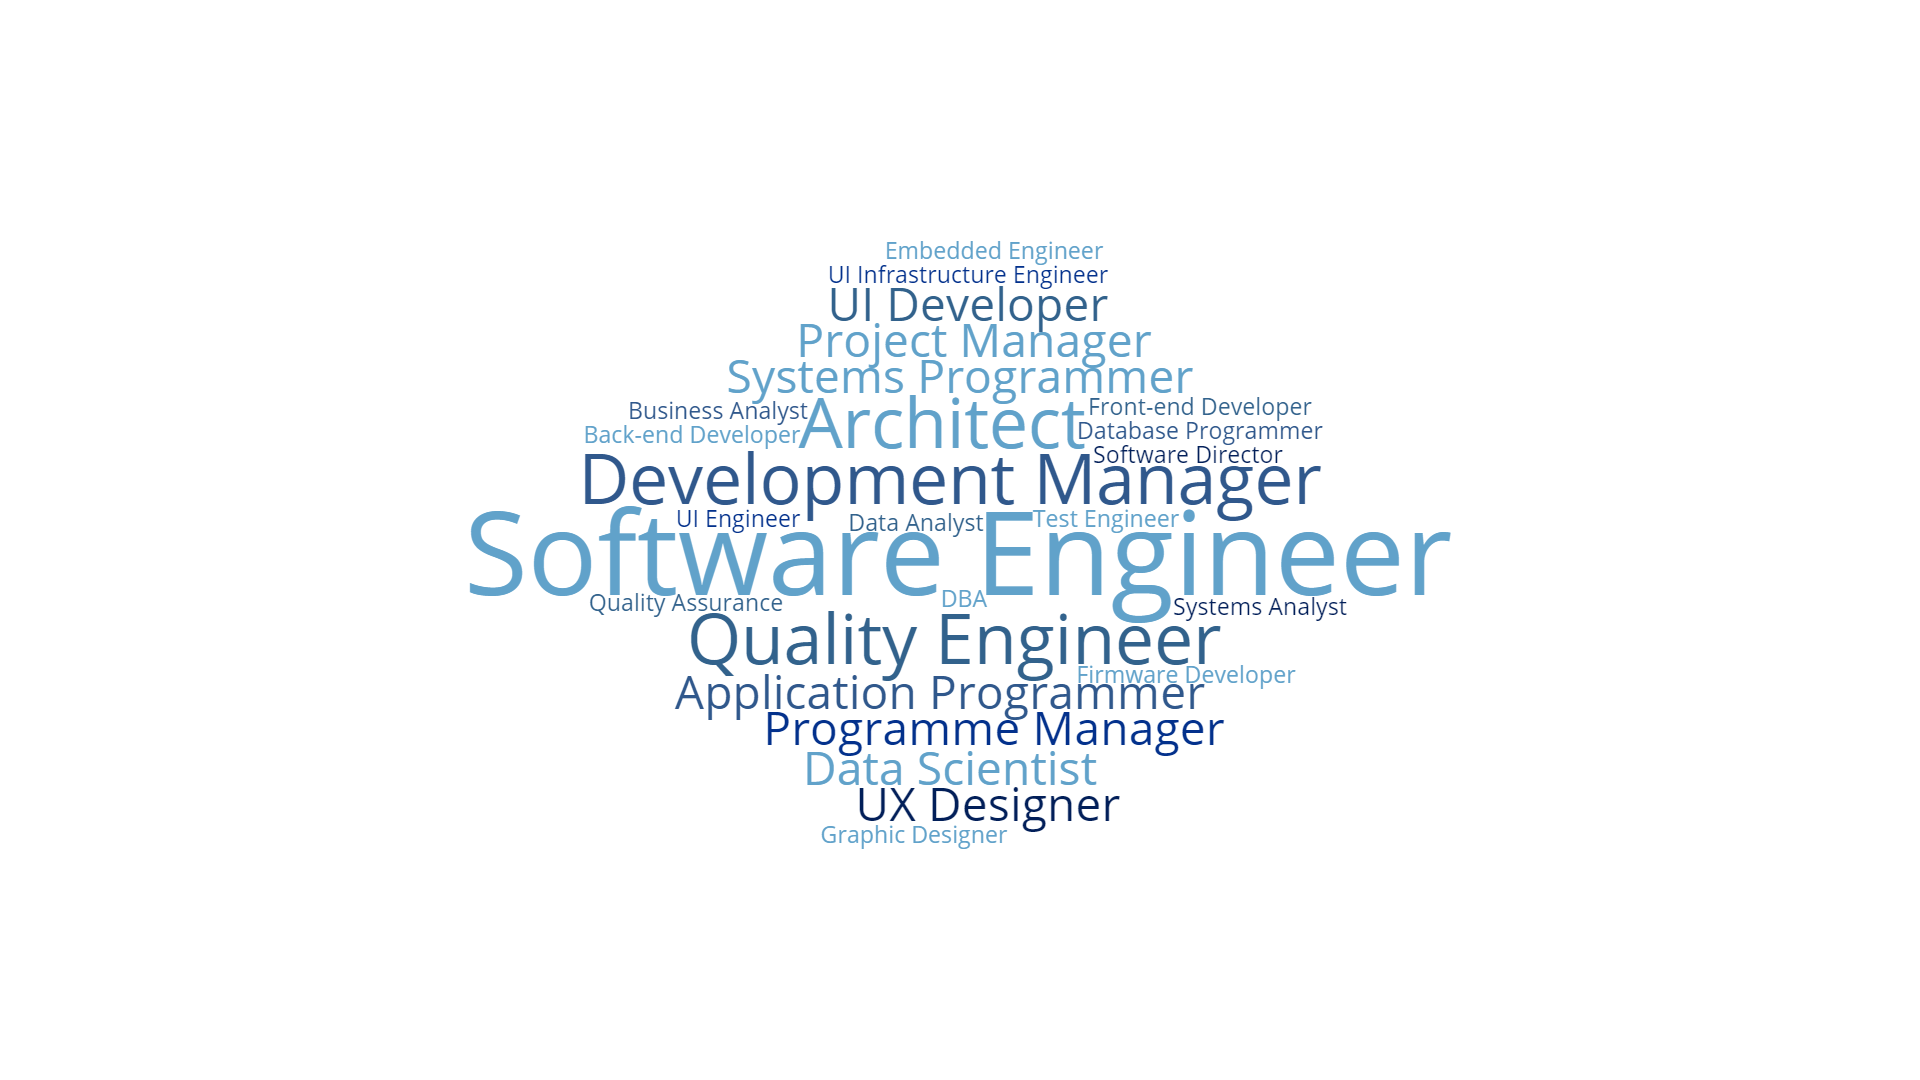 Embedded Engineer
UI Infrastructure Engineer
UI Developer
Project Manager
Systems Programmer
Business Analyst
Architect
Front-end Developer
Back-end Developer
Database Programmer
Software Director
Development Manager
UI Engineer
Data Analyst
Test Engineer
Software Engineer
Quality Assurance
DBA
Systems Analyst
Quality Engineer
Firmware Developer
Application Programmer
Programme Manager
Data Scientist
UX Designer
Graphic Designer